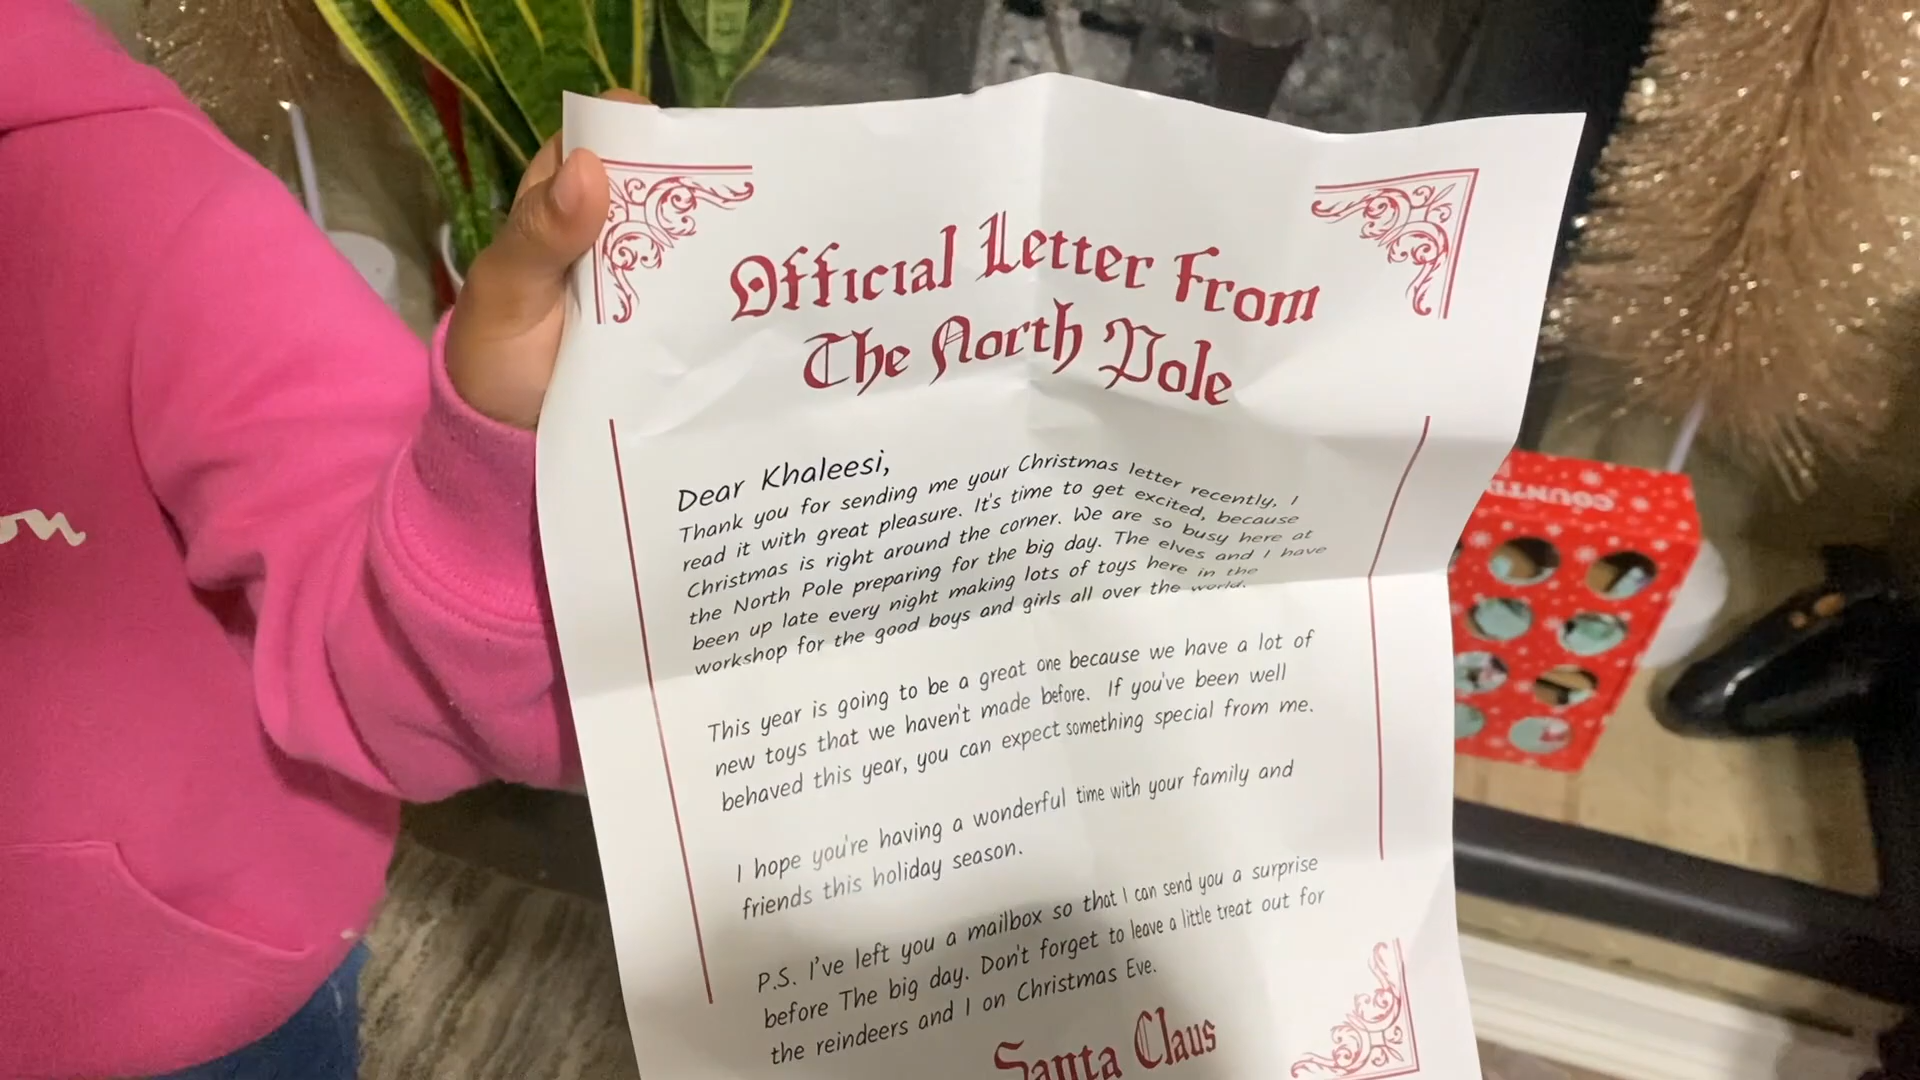 Official Letter From
The North Pole
Dear Khaleesi,
Thank you for sending me your Christmas letter recently, I
read it with great pleasure. It's time to get excited, because
Christmas is right around the corner. We are so busy here at
the North Pole preparing for the big day. The elves and I have
been up late every night making lots of toys here in the
workshop for the good boys and girls all over the world.
This year is going to be a great one because we have a lot of
new toys that we haven't made before. If you've been well
behaved this year, you can expect something special from me.
I hope you're having a wonderful time with your family and
friends this holiday season.
P.S. I've left you a mailbox so that I can send you a surprise
before The big day. Don't forget to leave a little treat out for
the reindeers and I on Christmas Eve.
Santa Claus
on